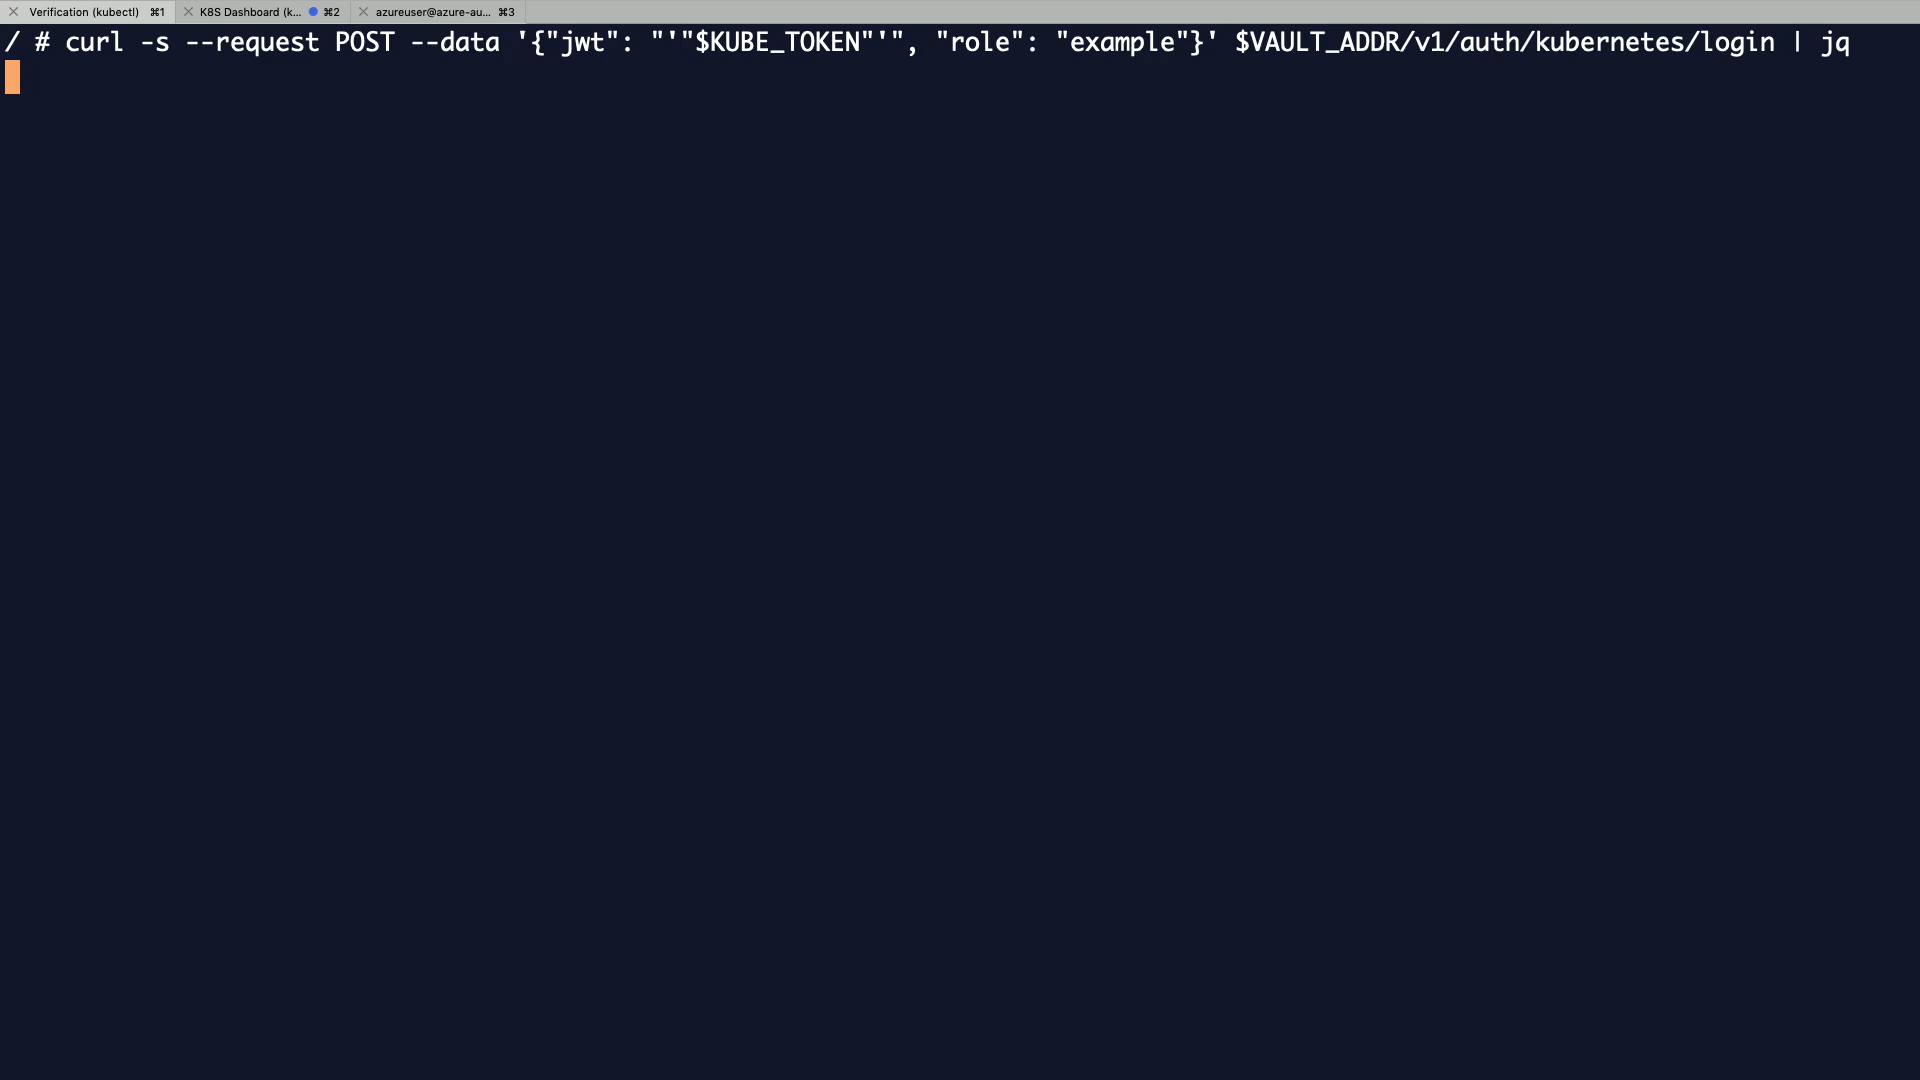 Verification (kubectl) ⌘1 K8S Dashboard (k... ⌘2 azureuser@azure-au... ⌘3
/ # curl -s --request POST --data '{"jwt": "'"$KUBE_TOKEN"'", "role": "example"}' $VAULT_ADDR/v1/auth/kubernetes/login | jq